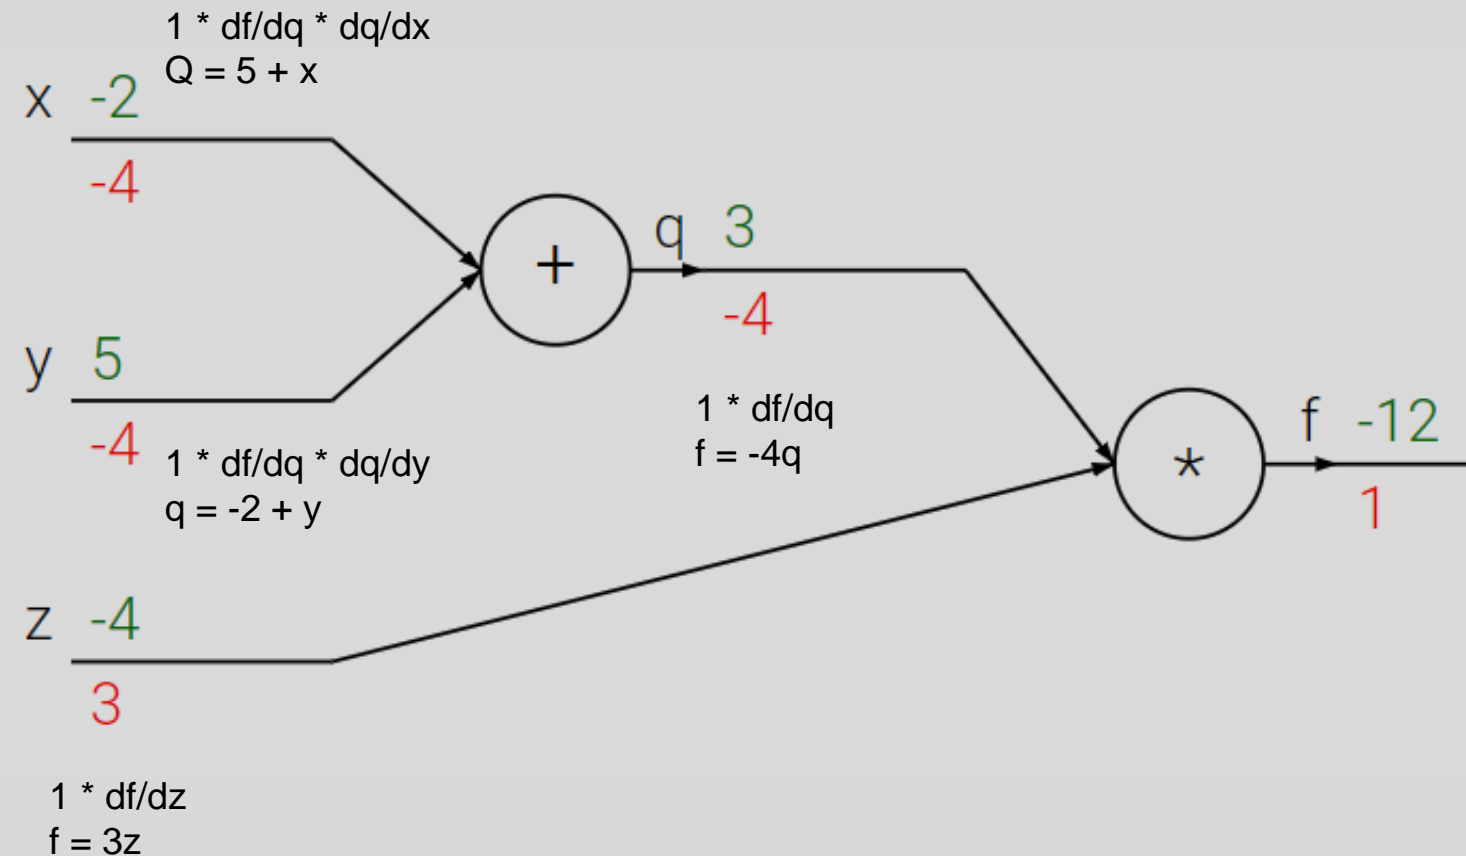 1 * df/dq * dq/dx
Q = 5 + x
x -2
-4
+
q 3
-4
y 5
-4
1 * df/dq * dq/dy
q = -2 + y
1 * df/dq
f = -4q
*
f -12
1
z -4
3
1 * df/dz
f = 3z